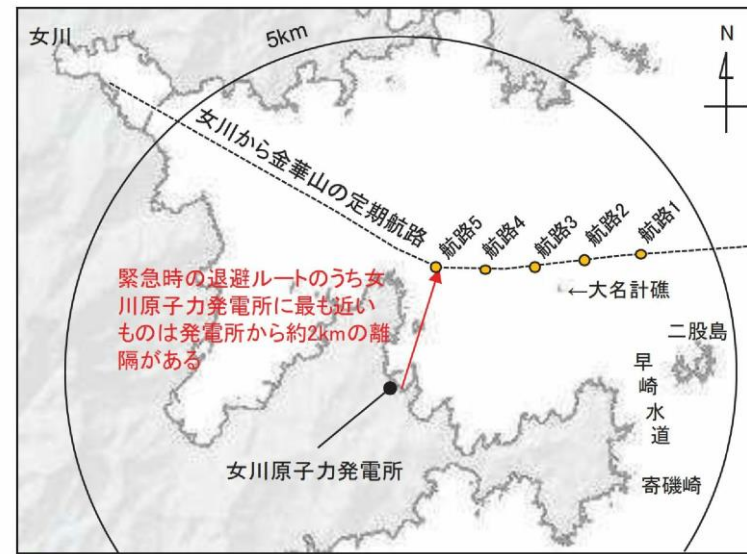 女川
5km
N
女川から金華山の定期航路
航路5
航路4
航路3
航路2
航路1
緊急時の退避ルートのうち女
川原子力発電所に最も近い
ものは発電所から約2kmの離
隔がある
←大名計礁
二股島
早崎水道
女川原子力発電所
寄磯崎